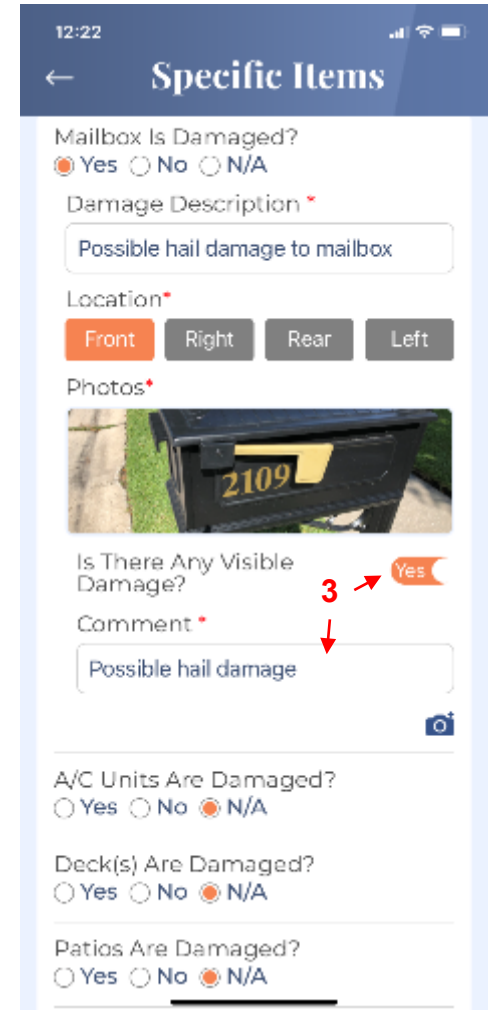 12:22
← Specific Items
Mailbox Is Damaged?
Yes No N/A
Damage Description *
Possible hail damage to mailbox
Location*
Front Right Rear Left
Photos*
2109
Is There Any Visible
Damage?
Yes
3
Comment *
Possible hail damage
A/C Units Are Damaged?
Yes No N/A
Deck(s) Are Damaged?
Yes No N/A
Patios Are Damaged?
Yes No N/A